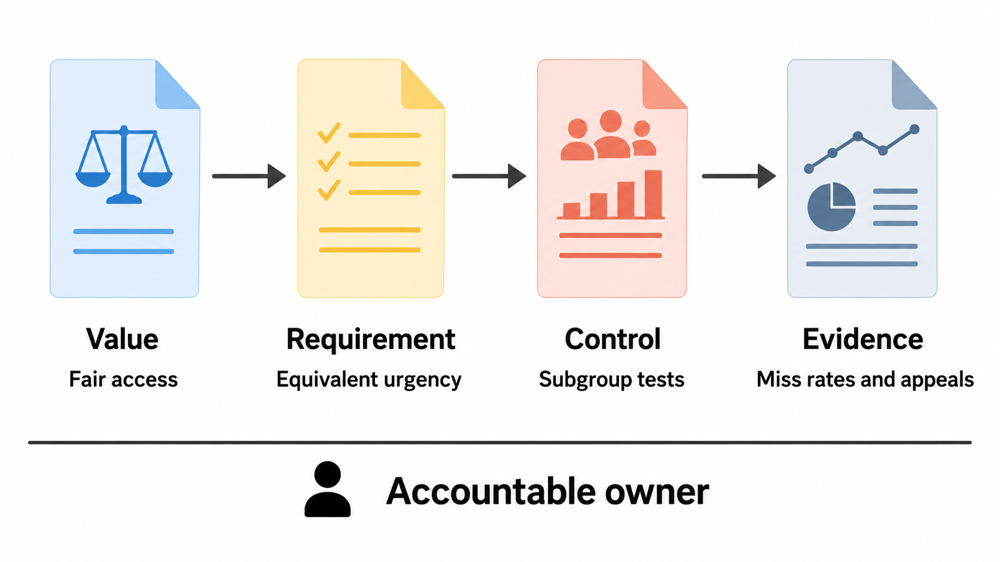 Value
Fair access
Requirement
Equivalent urgency
Control
Subgroup tests
Evidence
Miss rates and appeals
Accountable owner